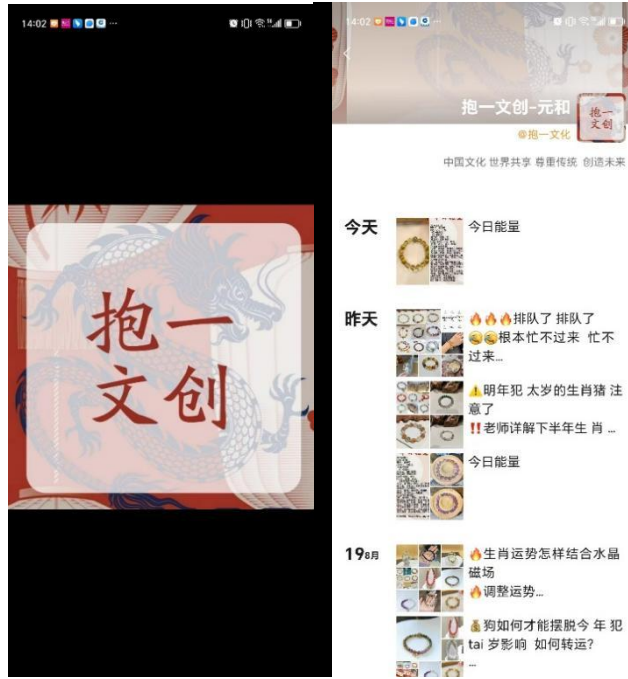 14:02
抱一
文创
14:02
抱一文创-元和
抱一
文创
@抱一文化
中国文化 世界共享 尊重传统 创造未来
今天
今日能量
昨天
🔥🔥🔥排队了 排队了
根本忙不过来 忙不
过来...
⚠️明年犯 太岁的生肖猪 注
意了
‼️老师详解下半年生 肖 ...
今日能量
198月
🔥生肖运势怎样结合水晶
磁场
🔥调整运势...
💰狗如何才能摆脱今 年 犯
tai 岁影响 如何转运?
...